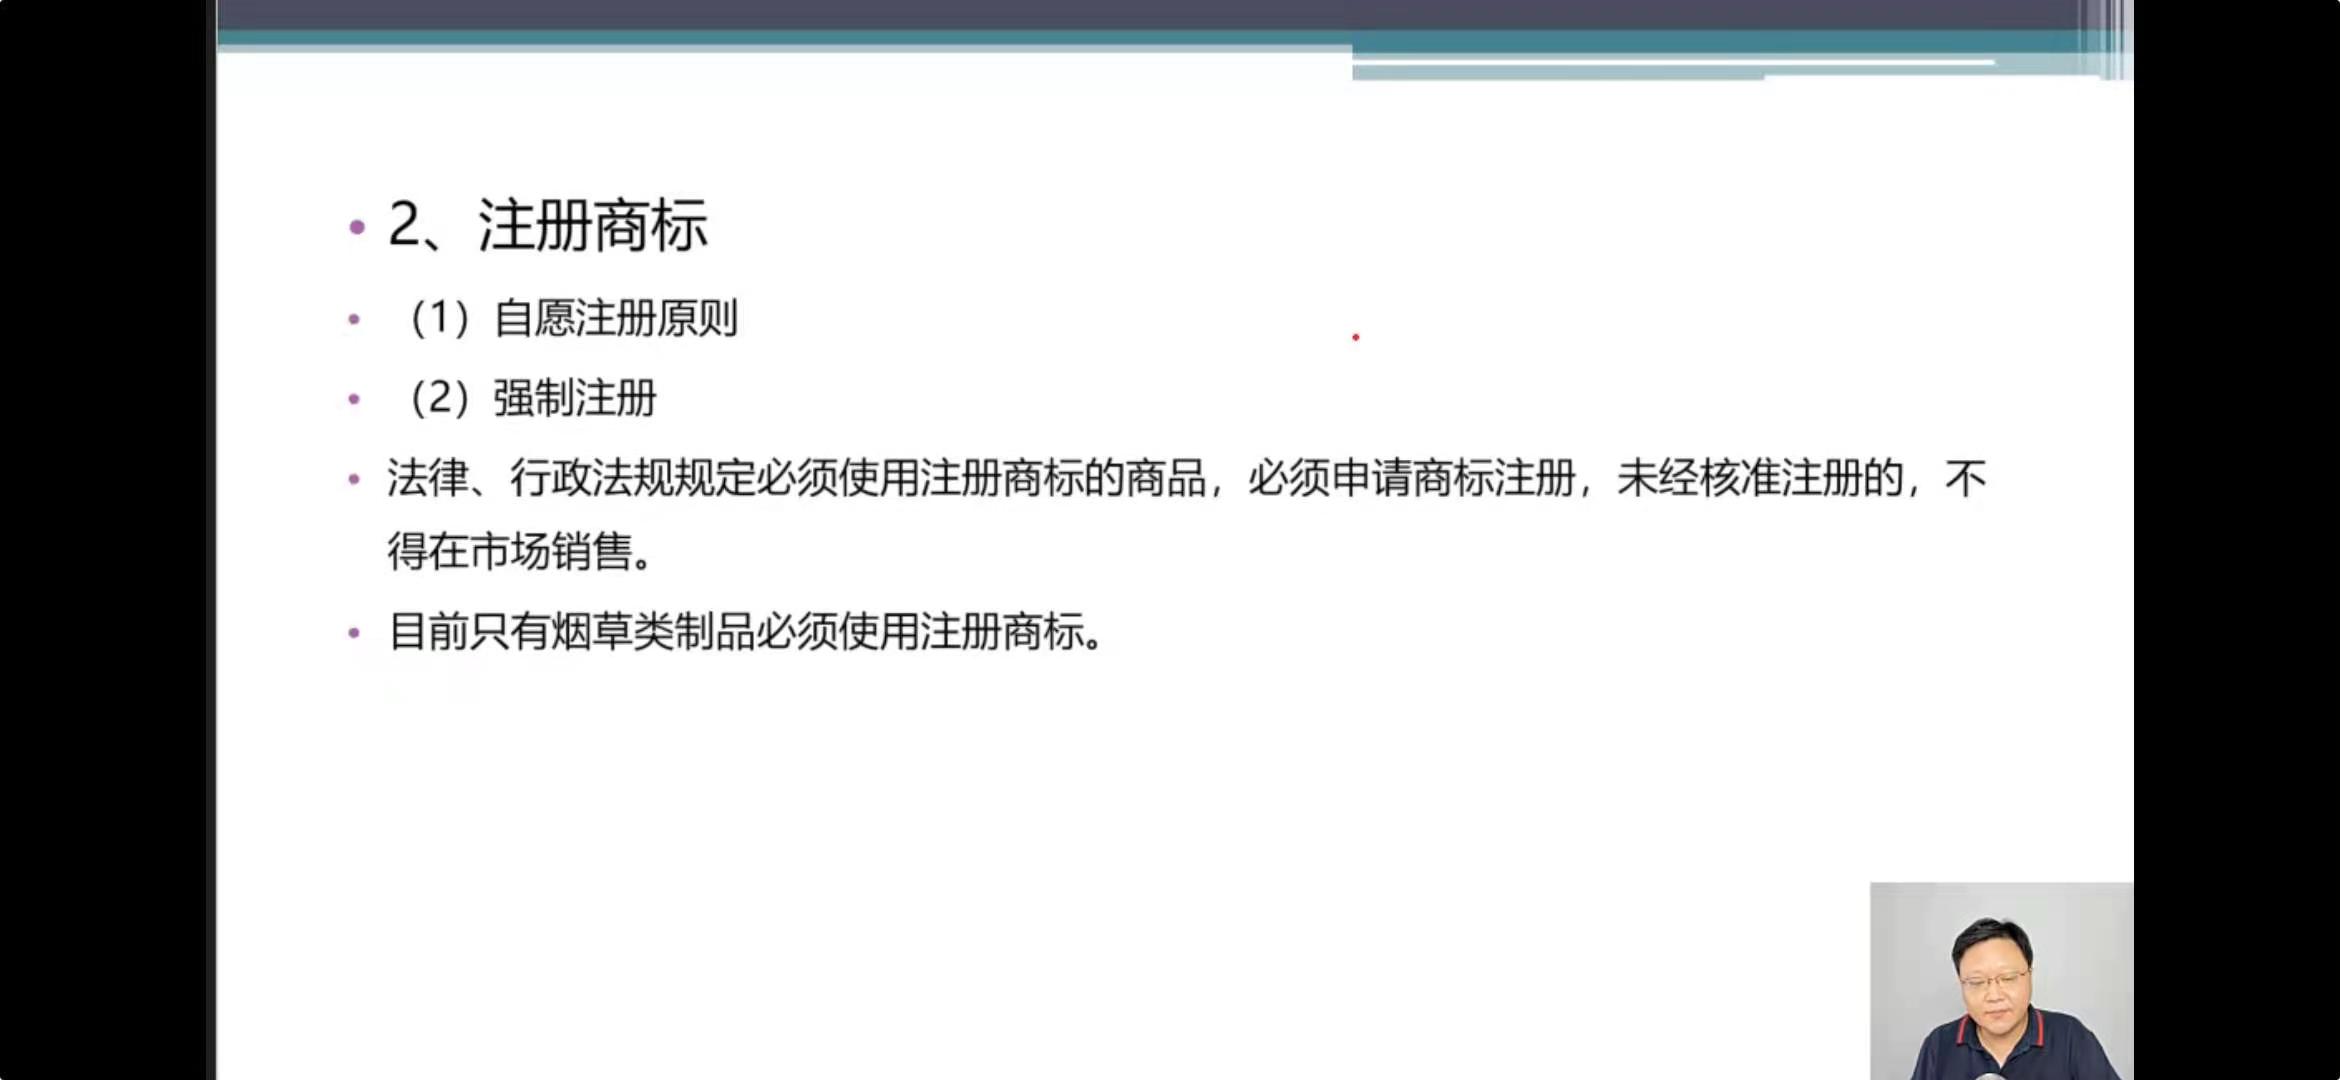 2、注册商标
（1）自愿注册原则
（2）强制注册
法律、行政法规规定必须使用注册商标的商品，必须申请商标注册，未经核准注册的，不
得在市场销售。
目前只有烟草类制品必须使用注册商标。